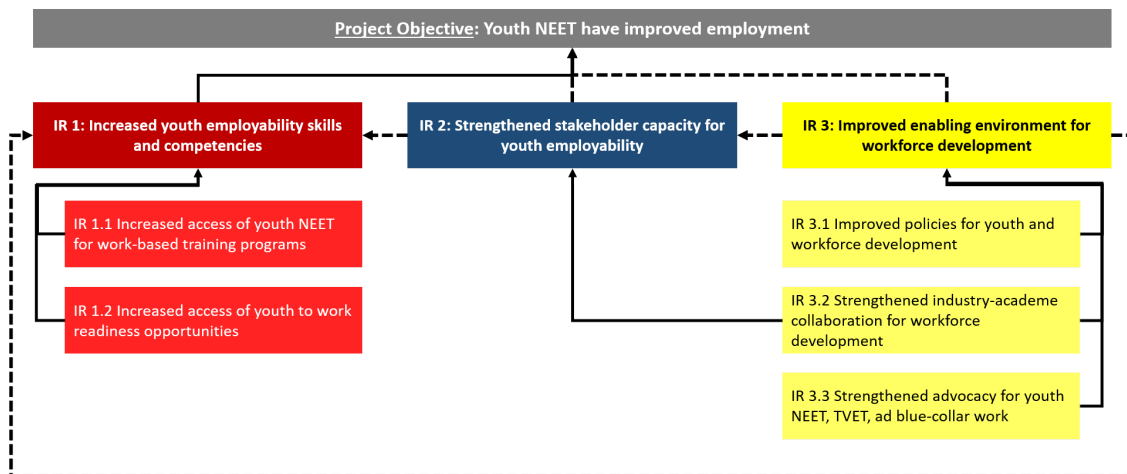 Project Objective: Youth NEET have improved employment
IR 1: Increased youth employability skills
and competencies
IR 2: Strengthened stakeholder capacity for
youth employability
IR 3: Improved enabling environment for
workforce development
IR 1.1 Increased access of youth NEET
for work-based training programs
IR 1.2 Increased access of youth to work
readiness opportunities
IR 3.1 Improved policies for youth and
workforce development
IR 3.2 Strengthened industry-academe
collaboration for workforce
development
IR 3.3 Strengthened advocacy for youth
NEET, TVET, ad blue-collar work